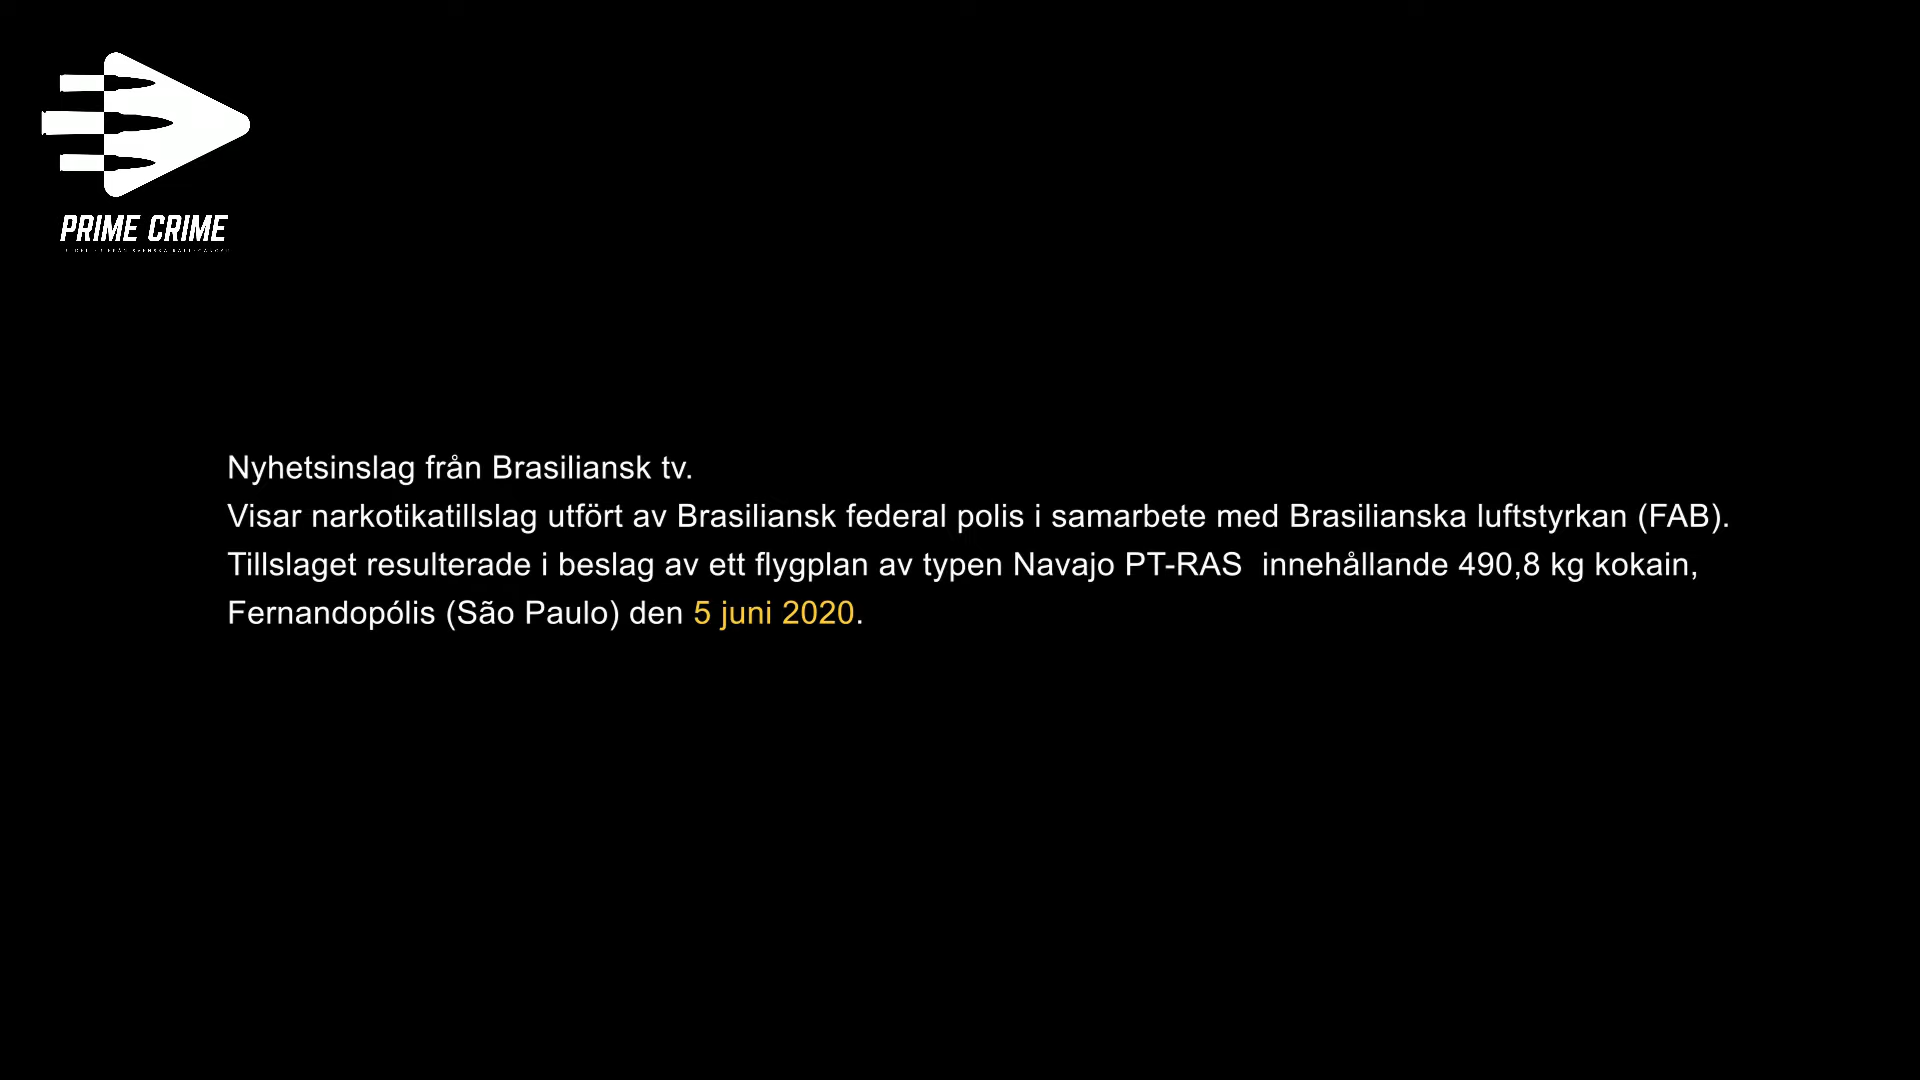 PRIME CRIME
Nyhetsinslag från Brasiliansk tv.
Visar narkotikatillslag utfört av Brasiliansk federal polis i samarbete med Brasilianska luftstyrkan (FAB).
Tillslaget resulterade i beslag av ett flygplan av typen Navajo PT-RAS  innehållande 490,8 kg kokain,
Fernandopólis (São Paulo) den 5 juni 2020.